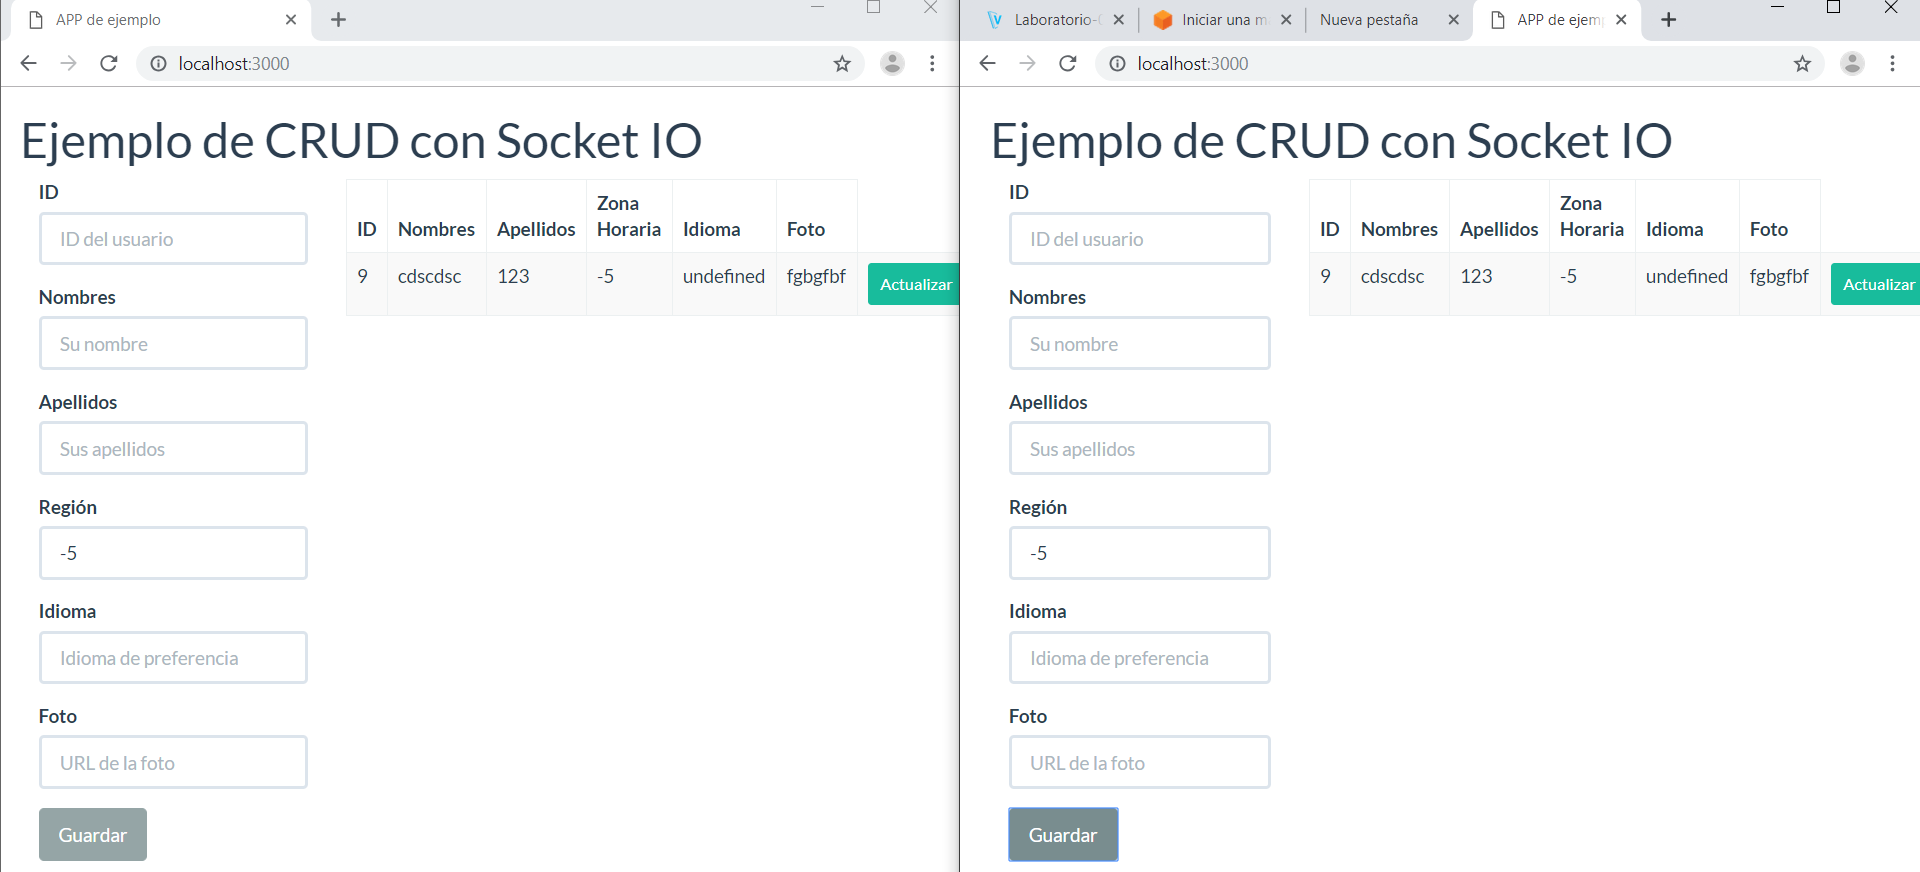 APP de ejemplo
localhost:3000
Ejemplo de CRUD con Socket IO
ID
ID del usuario
Nombres
Su nombre
Apellidos
Sus apellidos
Región
-5
Idioma
Idioma de preferencia
Foto
URL de la foto
Guardar
ID Nombres Apellidos Zona Horaria Idioma Foto
9 cdscdsc 123 -5 undefined fgbgfbf Actualizar
Laboratorio- Iniciar una m Nueva pestaña APP de ejem
localhost:3000
Ejemplo de CRUD con Socket IO
ID
ID del usuario
Nombres
Su nombre
Apellidos
Sus apellidos
Región
-5
Idioma
Idioma de preferencia
Foto
URL de la foto
Guardar
ID Nombres Apellidos Zona Horaria Idioma Foto
9 cdscdsc 123 -5 undefined fgbgfbf Actualizar